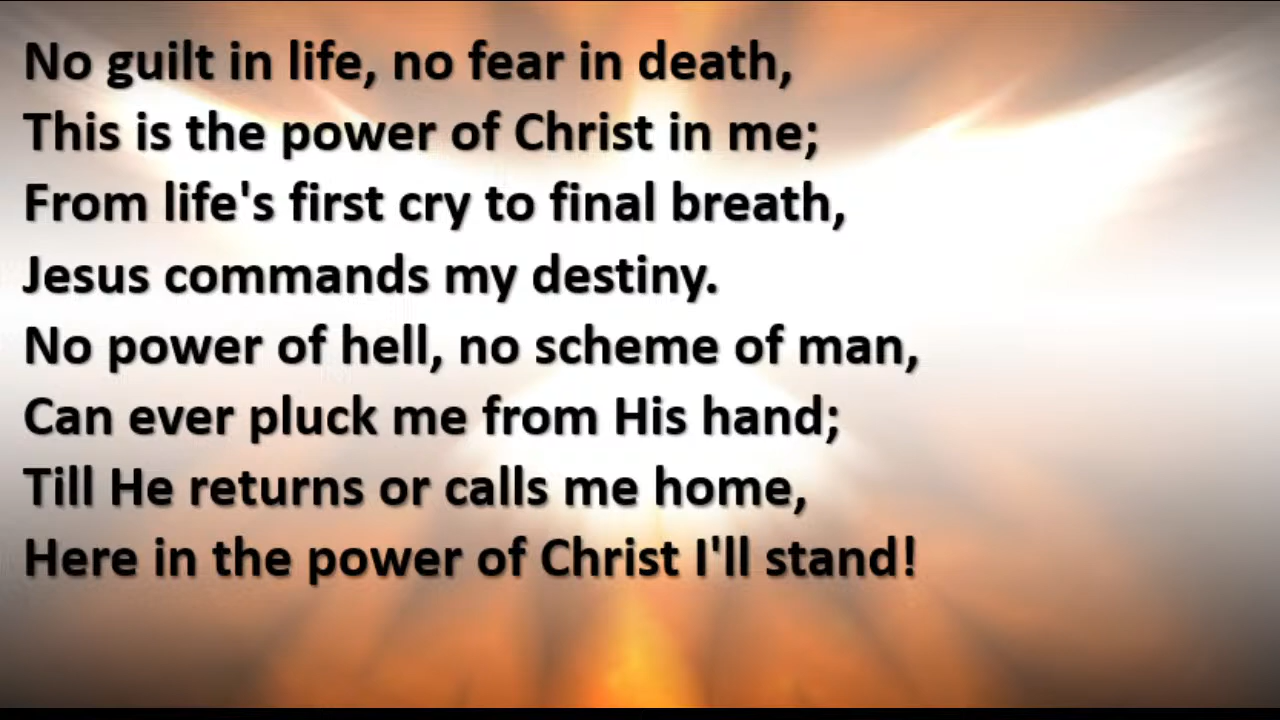 No guilt in life, no fear in death,
This is the power of Christ in me;
From life's first cry to final breath,
Jesus commands my destiny.
No power of hell, no scheme of man,
Can ever pluck me from His hand;
Till He returns or calls me home,
Here in the power of Christ I'll stand!